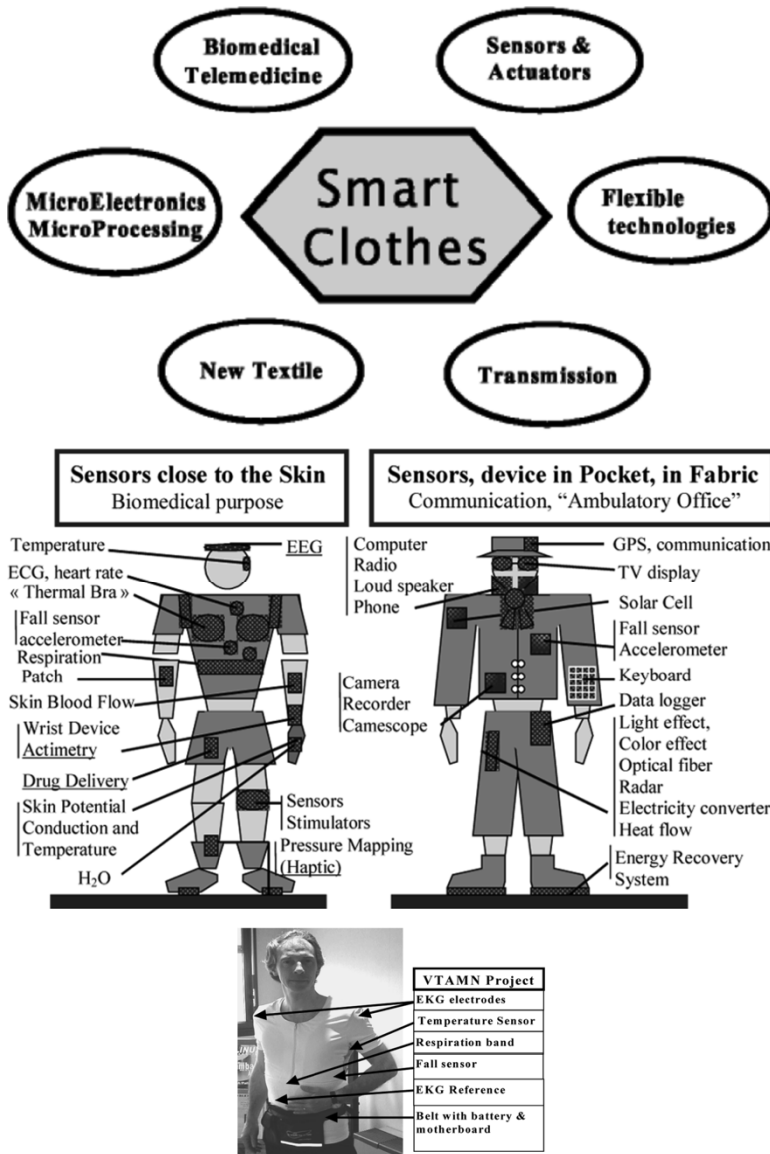 Biomedical
Telemedicine
Sensors &
Actuators
MicroElectronics
MicroProcessing
Smart
Clothes
Flexible
technologies
New Textile
Transmission
Sensors close to the Skin
Biomedical purpose
Temperature
EEG
ECG, heart rate
« Thermal Bra »
Fall sensor
accelerometer
Respiration
Patch
Skin Blood Flow
Wrist Device
Actimetry
Drug Delivery
Skin Potential
Conduction and
Temperature
H₂O
Sensors
Stimulators
Pressure Mapping
(Haptic)
Sensors, device in Pocket, in Fabric
Communication, “Ambulatory Office”
Computer
Radio
Loud speaker
Phone
Camera
Recorder
Camescope
GPS, communication
TV display
Solar Cell
Fall sensor
Accelerometer
Keyboard
Data logger
Light effect,
Color effect
Optical fiber
Radar
Electricity converter
Heat flow
Energy Recovery
System
VTAMN Project
EKG electrodes
Temperature Sensor
Respiration band
Fall sensor
EKG Reference
Belt with battery &
motherboard